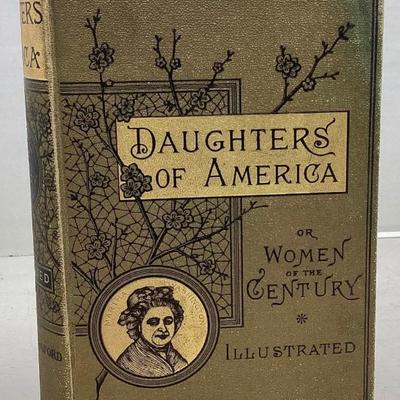 DAUGHTERS
OF AMERICA
OR
WOMEN
OF THE
CENTURY
ILLUSTRATED